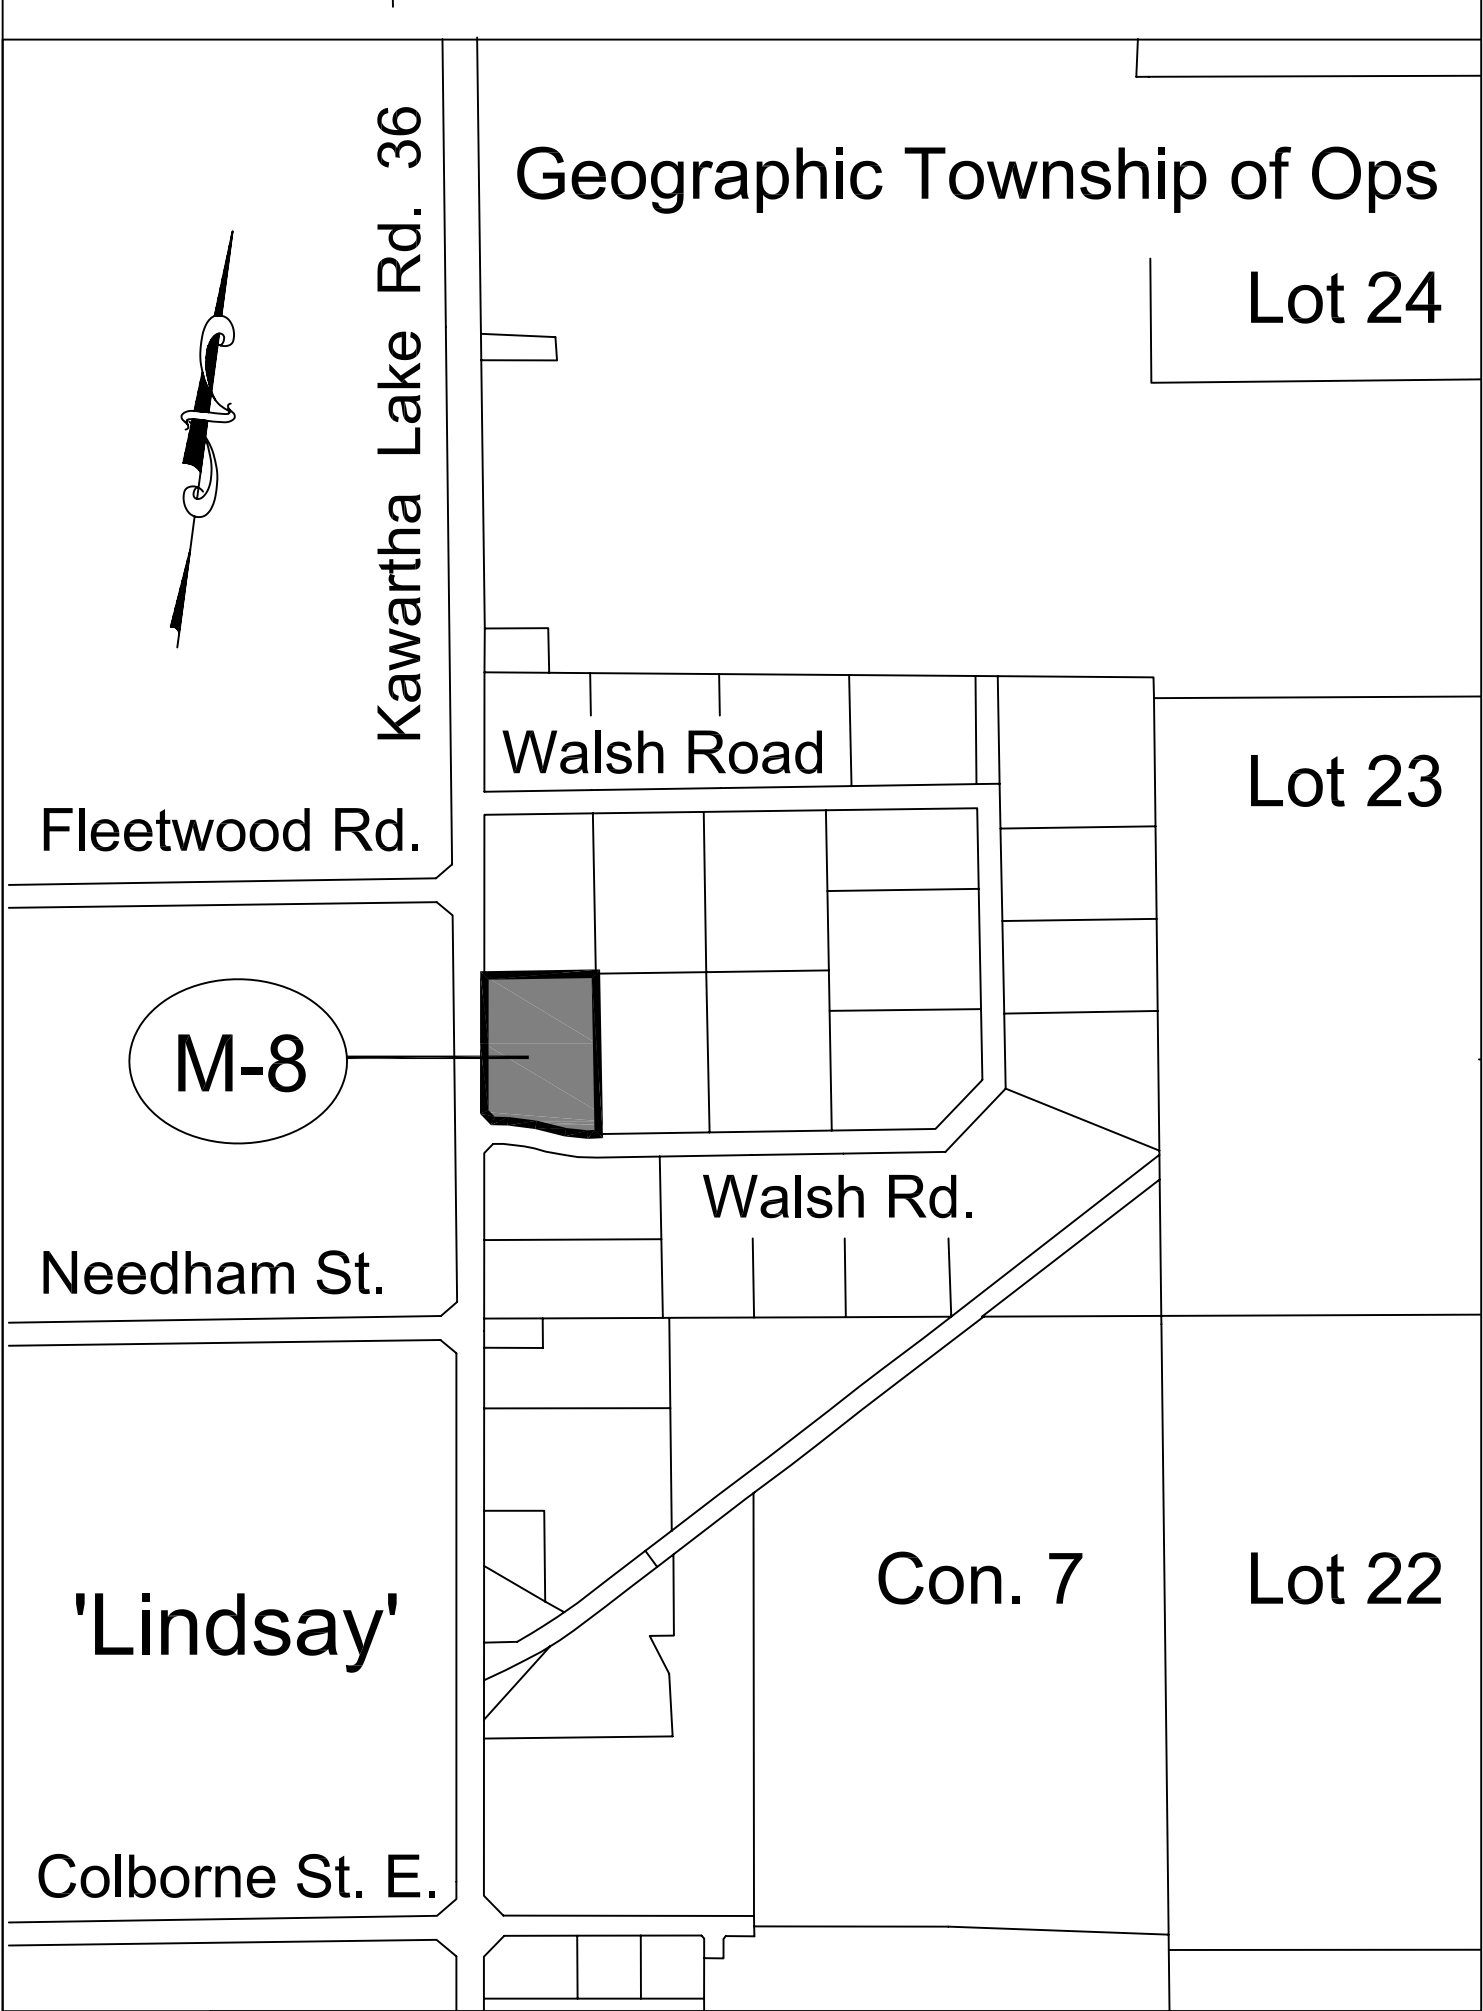 Geographic Township of Ops
Kawartha Lake Rd. 36
Lot 24
Walsh Road
Lot 23
Fleetwood Rd.
M-8
Walsh Rd.
Needham St.
Con. 7
Lot 22
'Lindsay'
Colborne St. E.